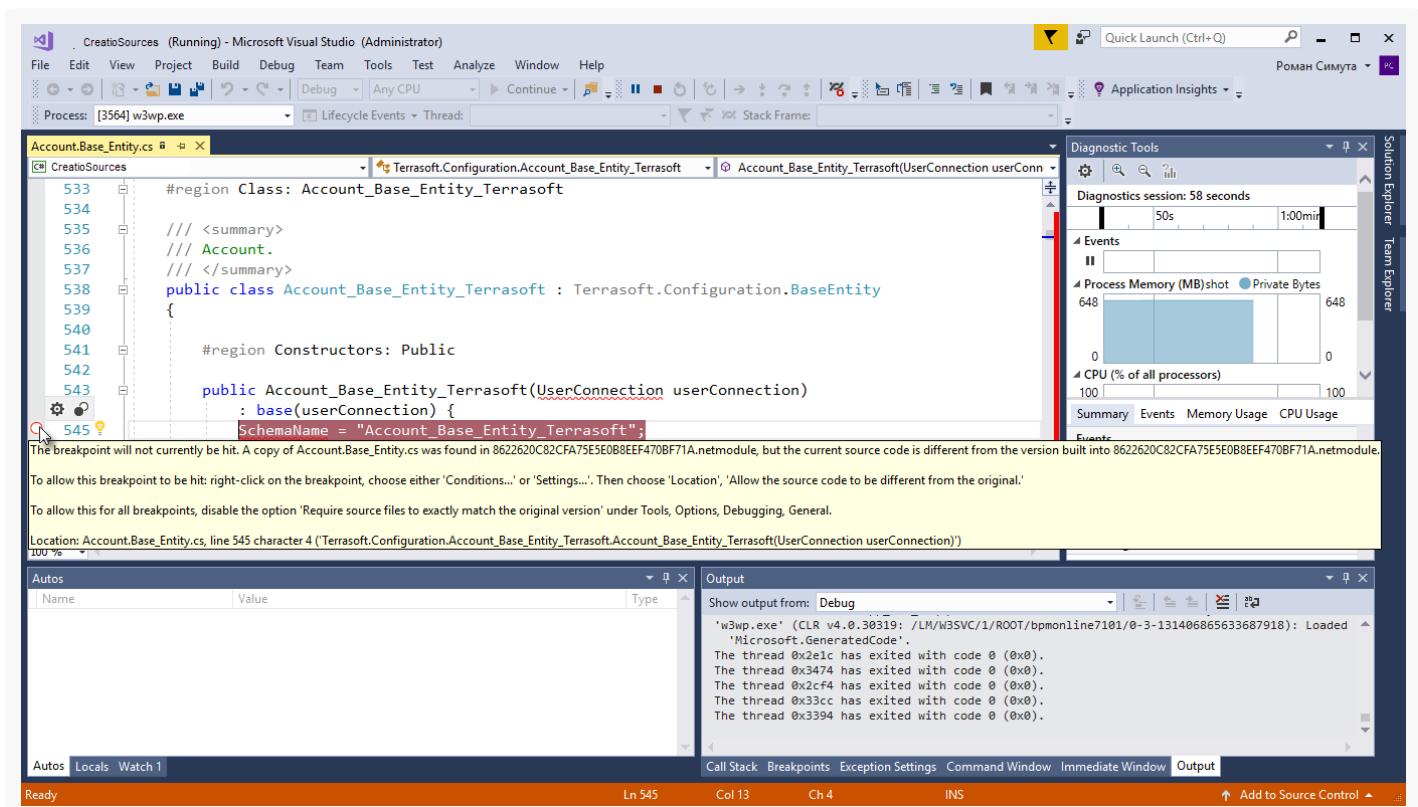 CreatioSources (Running) - Microsoft Visual Studio (Administrator)
Quick Launch (Ctrl+Q)
File Edit View Project Build Debug Team Tools Test Analyze Window Help
Роман Симута PC
Debug Any CPU Continue Application Insights
Process: [3564] w3wp.exe Lifecycle Events Thread: Stack Frame:
Account.Base_Entity.cs
C# CreatioSources Terrasoft.Configuration.Account_Base_Entity_Terrasoft Account_Base_Entity_Terrasoft(UserConnection userConn
533 #region Class: Account_Base_Entity_Terrasoft
534
535 /// <summary>
536 /// Account.
537 /// </summary>
538 public class Account_Base_Entity_Terrasoft : Terrasoft.Configuration.BaseEntity
539 {
540
541 #region Constructors: Public
542
543 public Account_Base_Entity_Terrasoft(UserConnection userConnection)
: base(userConnection) {
545 SchemaName = "Account_Base_Entity_Terrasoft";
Diagnostic Tools
Diagnostics session: 58 seconds
50s 1:00min
Events
Process Memory (MB) shot Private Bytes
648 648
0 0
CPU (% of all processors)
100 100
Summary Events Memory Usage CPU Usage
Events
Solution Explorer
Team Explorer
The breakpoint will not currently be hit. A copy of Account.Base_Entity.cs was found in 8622620C82CFA75E5E0B8EEF470BF71A.netmodule, but the current source code is different from the version built into 8622620C82CFA75E5E0B8EEF470BF71A.netmodule.
To allow this breakpoint to be hit: right-click on the breakpoint, choose either 'Conditions...' or 'Settings...'. Then choose 'Location', 'Allow the source code to be different from the original.'
To allow this for all breakpoints, disable the option 'Require source files to exactly match the original version' under Tools, Options, Debugging, General.
Location: Account.Base_Entity.cs, line 545 character 4 ('Terrasoft.Configuration.Account_Base_Entity_Terrasoft.Account_Base_Entity_Terrasoft(UserConnection userConnection)')
100 %
Autos
Name Value Type
Autos Locals Watch 1
Output
Show output from: Debug
'w3wp.exe' (CLR v4.0.30319: /LM/W3SVC/1/ROOT/bpmonline7101/0-3-131406865633687918): Loaded
'Microsoft.GeneratedCode'.
The thread 0x2e1c has exited with code 0 (0x0).
The thread 0x3474 has exited with code 0 (0x0).
The thread 0x2cf4 has exited with code 0 (0x0).
The thread 0x33cc has exited with code 0 (0x0).
The thread 0x3394 has exited with code 0 (0x0).
Call Stack Breakpoints Exception Settings Command Window Immediate Window Output
Ready Ln 545 Col 13 Ch 4 INS Add to Source Control